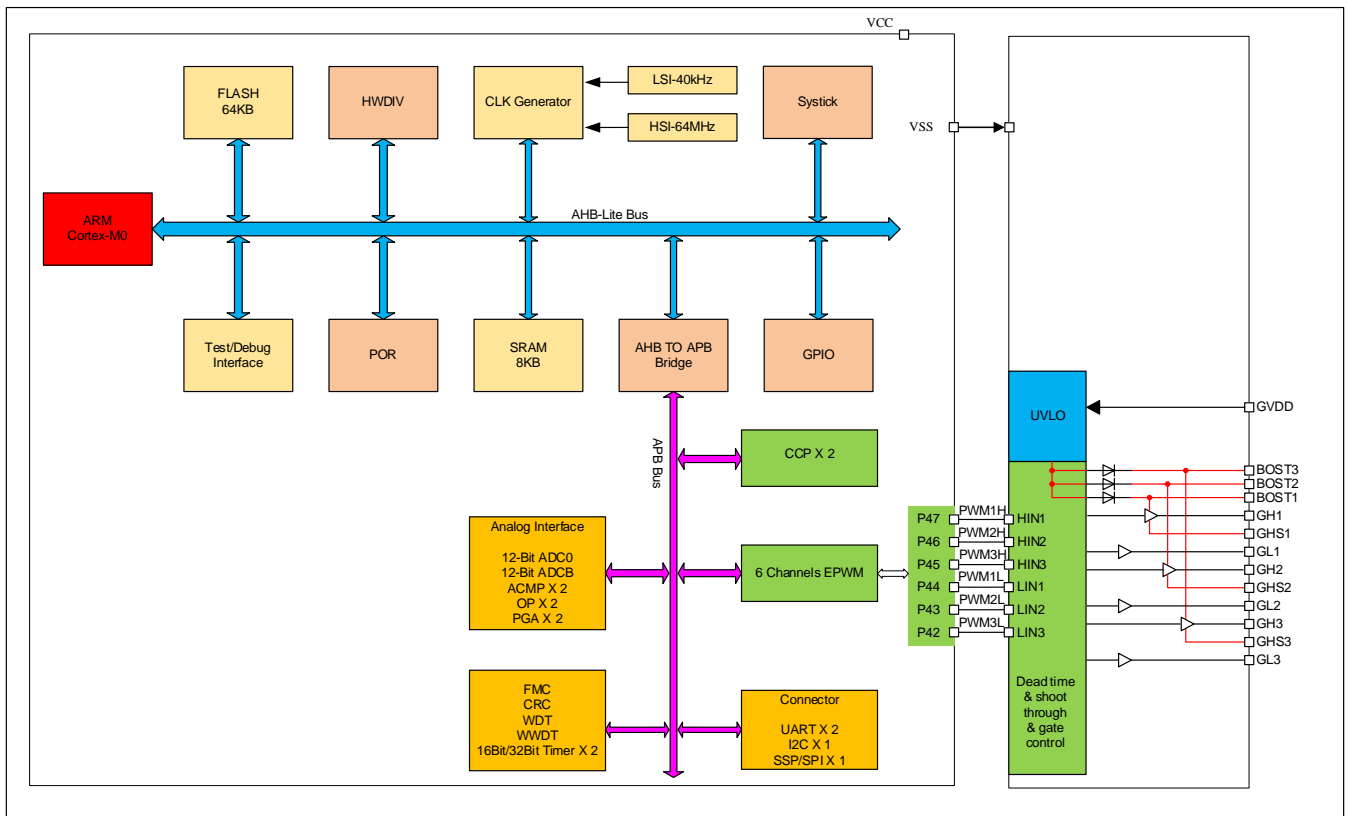 VCC
FLASH
64KB
HWDIV
CLK Generator
LSI-40kHz
HSI-64MHz
Systick
VSS
ARM
Cortex-M0
AHB-Lite Bus
Test/Debug
Interface
POR
SRAM
8KB
AHB TO APB
Bridge
GPIO
APB Bus
CCP X 2
Analog Interface
12-Bit ADC0
12-Bit ADCB
ACMP X 2
OP X 2
PGA X 2
6 Channels EPWM
FMC
CRC
WDT
WWDT
16Bit/32Bit Timer X 2
Connector
UART X 2
I2C X 1
SSP/SPI X 1
P47
P46
P45
P44
P43
P42
PWM1H
PWM2H
PWM3H
PWM1L
PWM2L
PWM3L
UVLO
HIN1
HIN2
HIN3
LIN1
LIN2
LIN3
Dead time
& shoot
through
& gate
control
GVDD
BOST3
BOST2
BOST1
GH1
GHS1
GL1
GH2
GHS2
GL2
GH3
GHS3
GL3